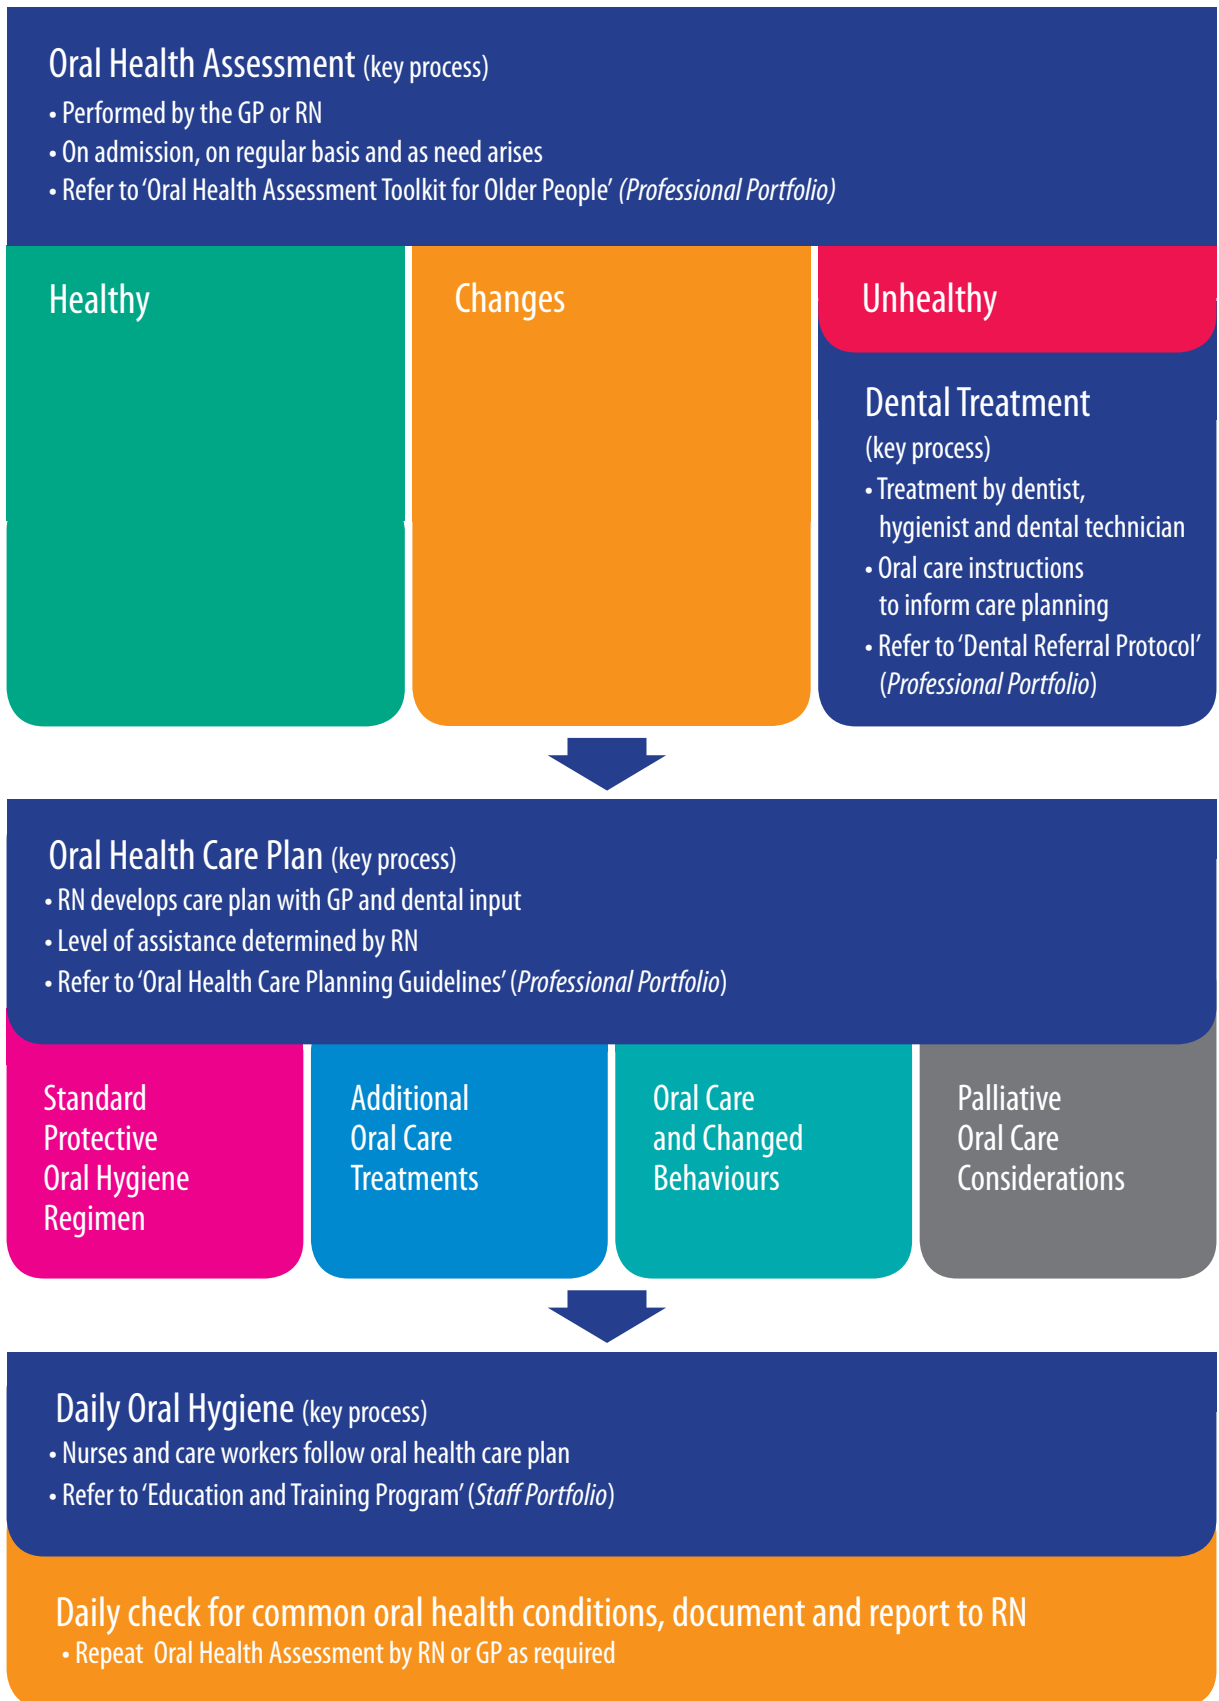 Oral Health Assessment (key process)
• Performed by the GP or RN
• On admission, on regular basis and as need arises
• Refer to ‘Oral Health Assessment Toolkit for Older People’ (Professional Portfolio)
Healthy
Changes
Unhealthy
Dental Treatment
(key process)
• Treatment by dentist,
hygienist and dental technician
• Oral care instructions
to inform care planning
• Refer to ‘Dental Referral Protocol’
(Professional Portfolio)
Oral Health Care Plan (key process)
• RN develops care plan with GP and dental input
• Level of assistance determined by RN
• Refer to ‘Oral Health Care Planning Guidelines’ (Professional Portfolio)
Standard
Protective
Oral Hygiene
Regimen
Additional
Oral Care
Treatments
Oral Care
and Changed
Behaviours
Palliative
Oral Care
Considerations
Daily Oral Hygiene (key process)
• Nurses and care workers follow oral health care plan
• Refer to ‘Education and Training Program’ (Staff Portfolio)
Daily check for common oral health conditions, document and report to RN
• Repeat Oral Health Assessment by RN or GP as required